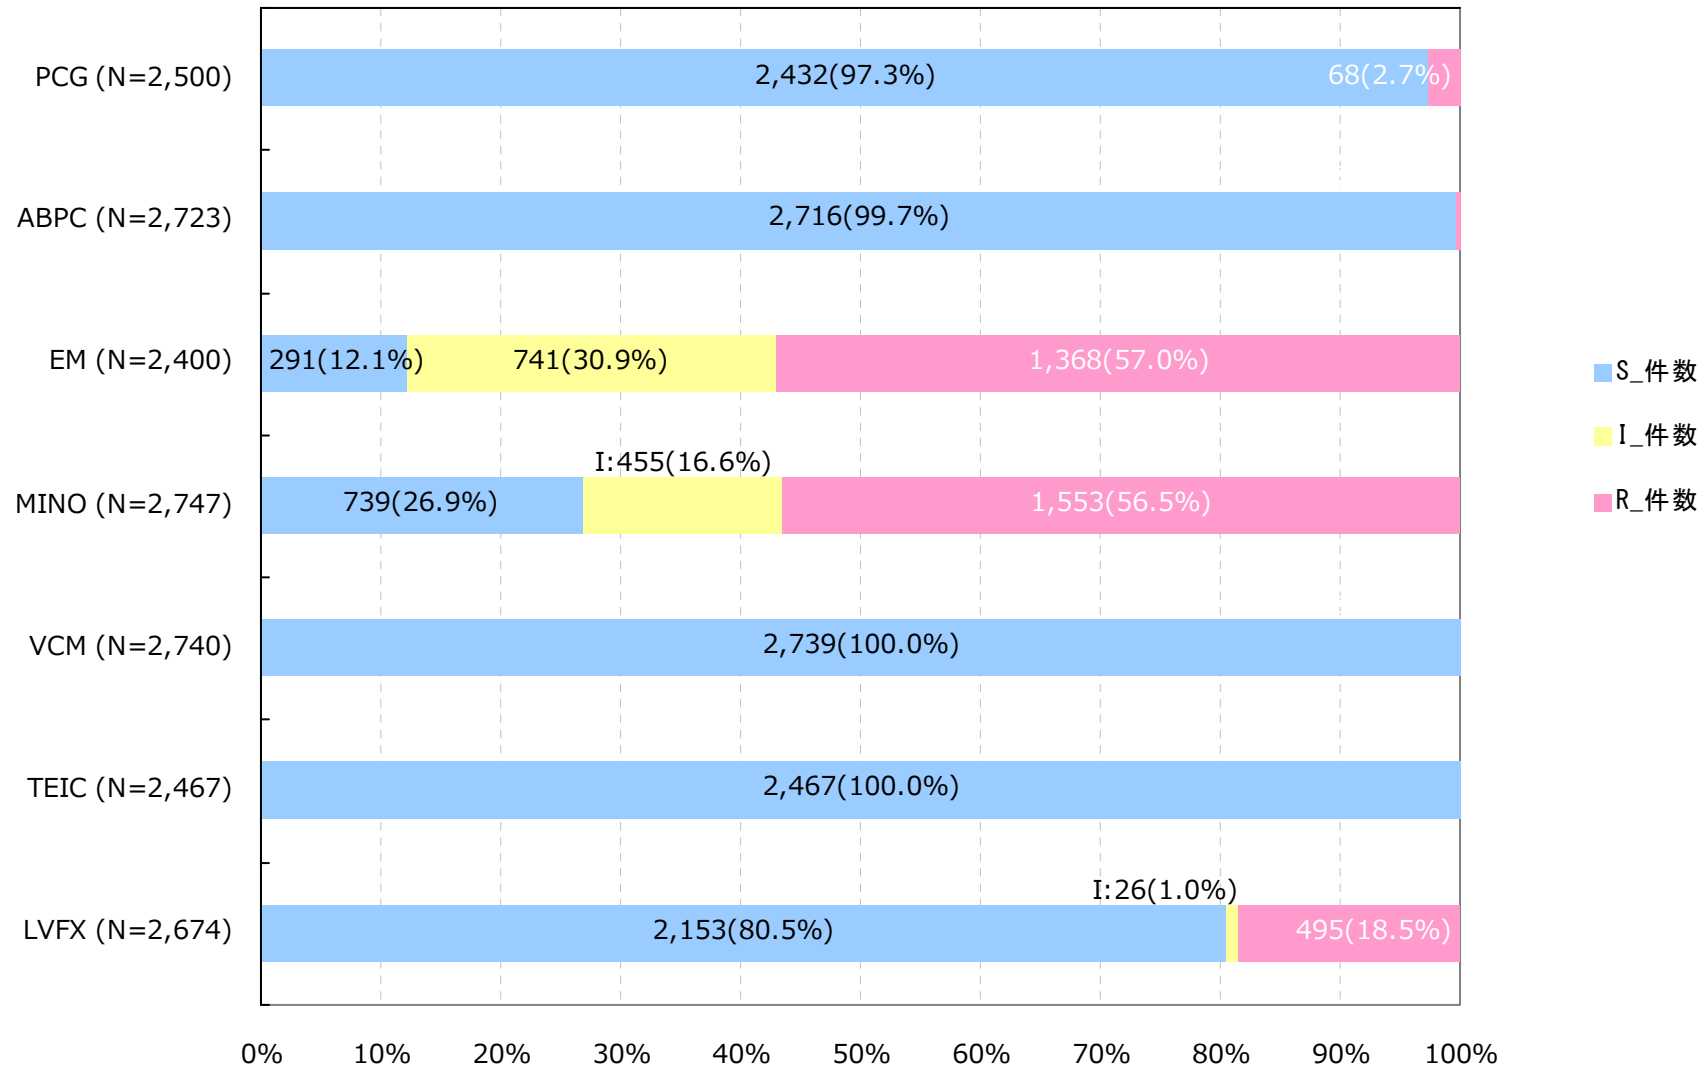 PCG (N=2,500)
2,432(97.3%)
68(2.7%)
ABPC (N=2,723)
2,716(99.7%)
EM (N=2,400)
291(12.1%)
741(30.9%)
1,368(57.0%)
I:455(16.6%)
MINO (N=2,747)
739(26.9%)
1,553(56.5%)
VCM (N=2,740)
2,739(100.0%)
TEIC (N=2,467)
2,467(100.0%)
I:26(1.0%)
LVFX (N=2,674)
2,153(80.5%)
495(18.5%)
0% 10% 20% 30% 40% 50% 60% 70% 80% 90% 100%
S_件数
I_件数
R_件数